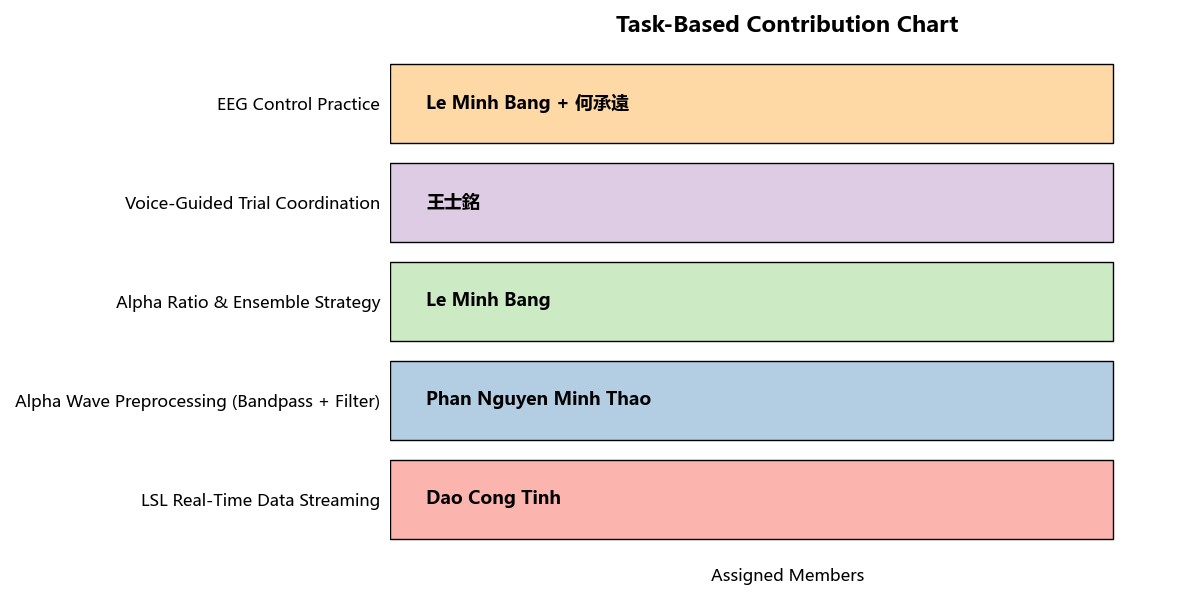 Task-Based Contribution Chart
EEG Control Practice
Le Minh Bang + 何承遠
Voice-Guided Trial Coordination
王士銘
Alpha Ratio & Ensemble Strategy
Le Minh Bang
Alpha Wave Preprocessing (Bandpass + Filter)
Phan Nguyen Minh Thao
LSL Real-Time Data Streaming
Dao Cong Tinh
Assigned Members